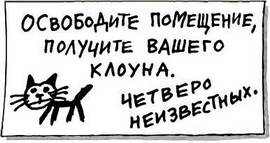 ОСВОБОДИТЕ ПОМЕЩЕНИЕ,
ПОЛУЧИТЕ ВАШЕГО
КЛОУНА.
ЧЕТВЕРО
НЕИЗВЕСТНЫХ.